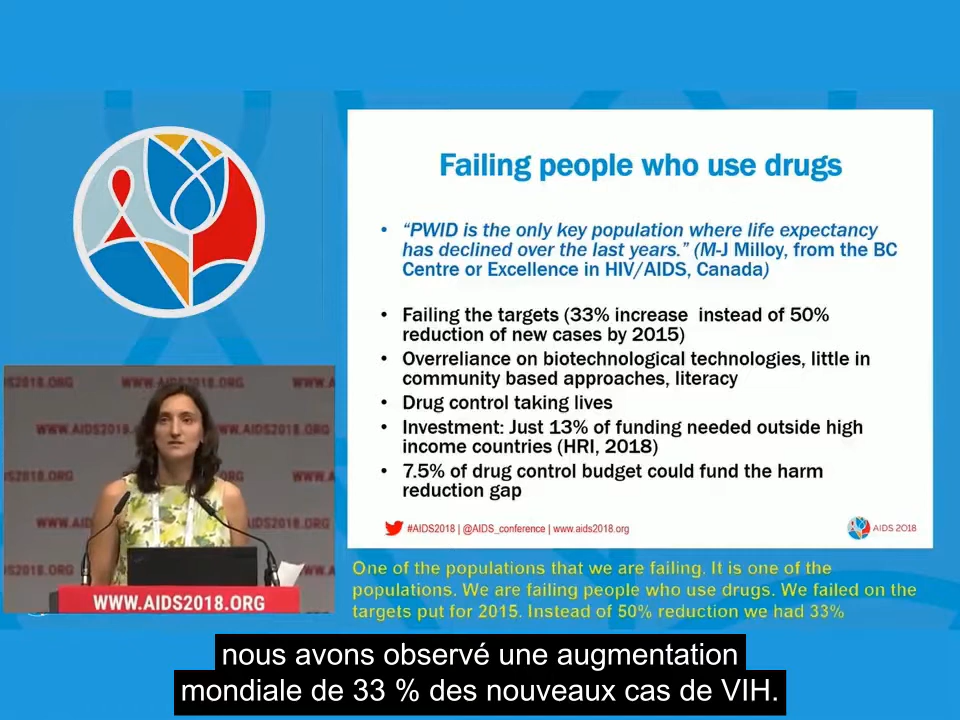 Failing people who use drugs
• “PWID is the only key population where life expectancy
has declined over the last years.” (M-J Milloy, from the BC
Centre or Excellence in HIV/AIDS, Canada)
• Failing the targets (33% increase instead of 50%
reduction of new cases by 2015)
• Overreliance on biotechnological technologies, little in
community based approaches, literacy
• Drug control taking lives
• Investment: Just 13% of funding needed outside high
income countries (HRI, 2018)
• 7.5% of drug control budget could fund the harm
reduction gap
#AIDS2018 | @AIDS_conference | www.aids2018.org
AIDS 2018
WWW.AIDS2018.ORG
WWW.AIDS2018.ORG
WWW.AIDS2018.ORG
One of the populations that we are failing. It is one of the
populations. We are failing people who use drugs. We failed on the
targets put for 2015. Instead of 50% reduction we had 33%
nous avons observé une augmentation
mondiale de 33 % des nouveaux cas de VIH.